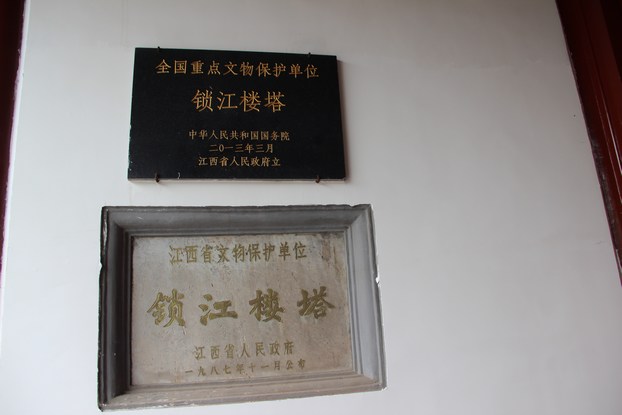 全国重点文物保护单位
锁江楼塔
中华人民共和国国务院
二〇一三年三月
江西省人民政府立
江西省文物保护单位
锁江楼塔
江西省人民政府
一九八七年十一月公布